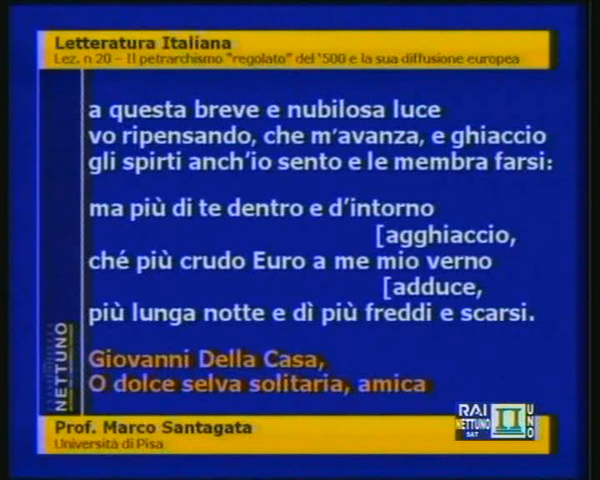 Letteratura Italiana
Lez. n 20 – Il petrarchismo "regolato" del '500 e la sua diffusione europea
a questa breve e nubilosa luce
vo ripensando, che m'avanza, e ghiaccio
gli spirti anch'io sento e le membra farsi:
ma più di te dentro e d'intorno
[agghiaccio,
ché più crudo Euro a me mio verno
[adduce,
più lunga notte e dì più freddi e scarsi.
Giovanni Della Casa,
O dolce selva solitaria, amica
NETTUNO
Prof. Marco Santagata
Università di Pisa
RAI
NETTUNO
SAT
UNO